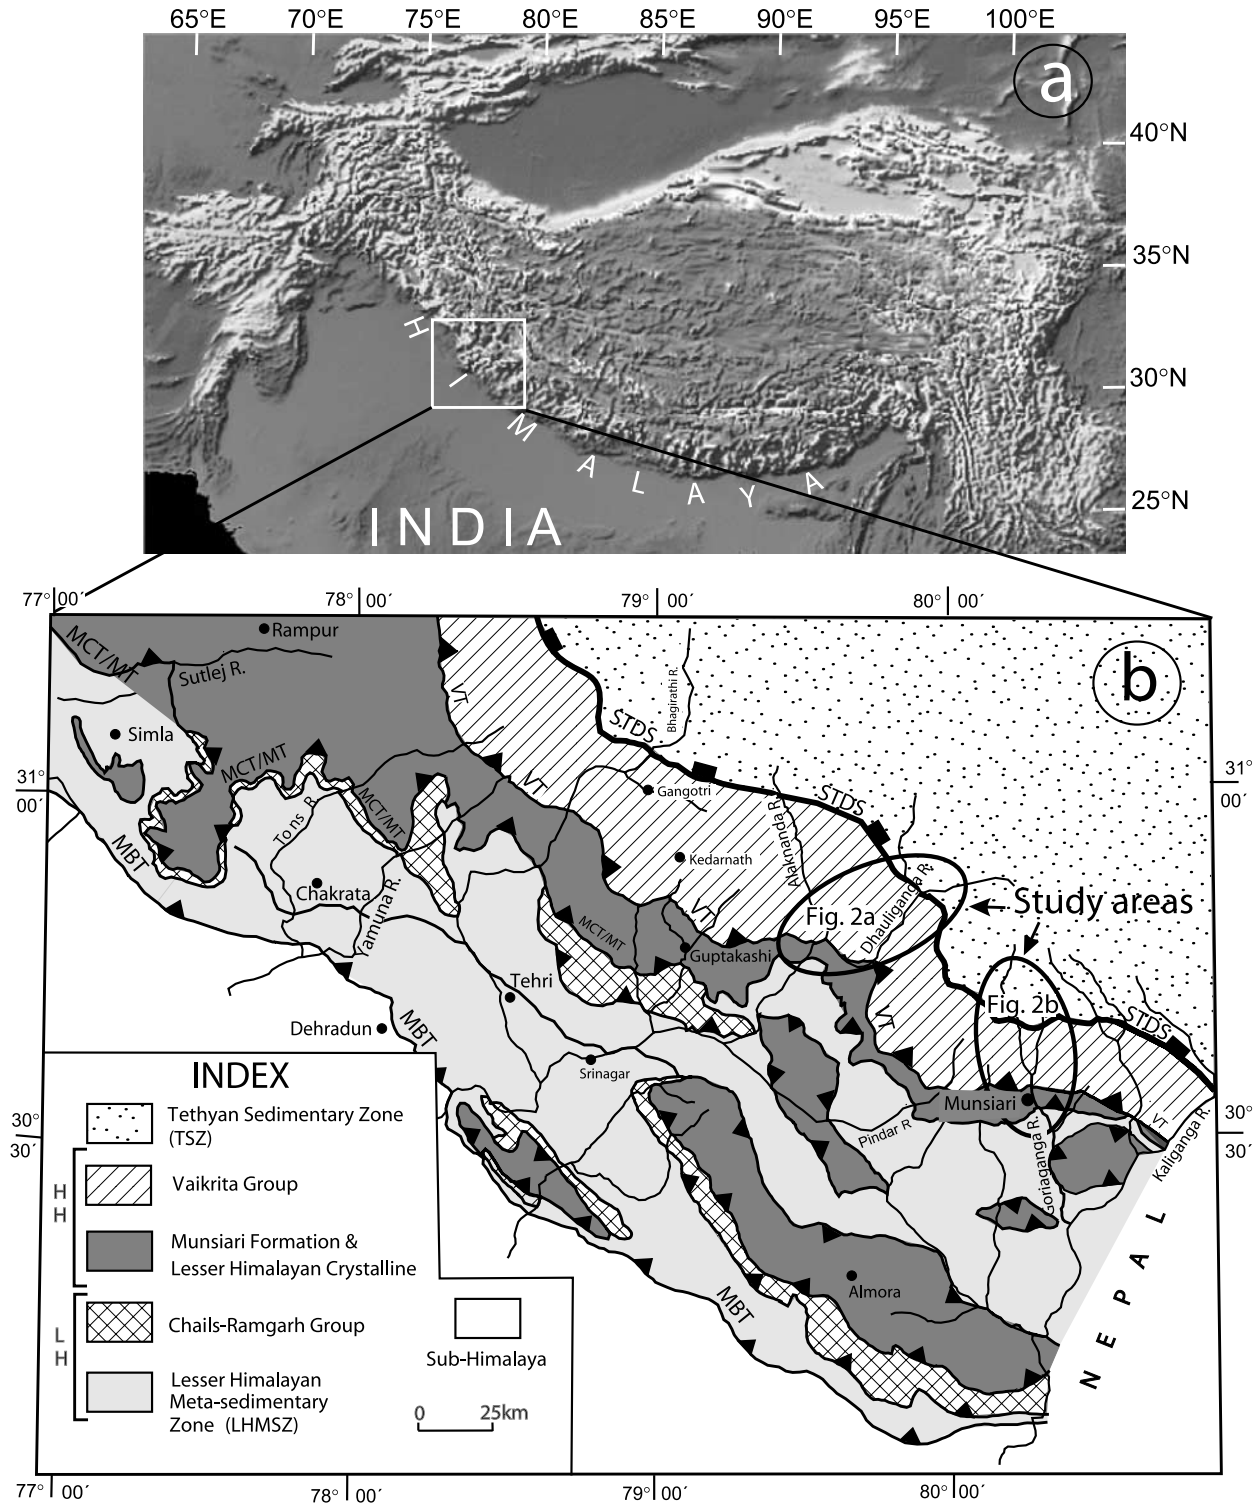 65°E 70°E 75°E 80°E 85°E 90°E 95°E 100°E
a
40°N
35°N
30°N
25°N
H I M A L A Y A
INDIA
77° 00′ 78° 00′ 79° 00′ 80° 00′
b
Rampur
MCT/MT
Sutlej R.
Simla
MCT/MT
VT
STDS
Bhagirathi R.
31°
00′
31°
00′
VT
Gangotri
STDS
Alaknanda R.
MCT/MT
Tons R.
MBT
Kedarnath
Chakrata
Yamuna R.
Fig. 2a
Dhauliganga R.
Study areas
VT
MCT/MT
Guptakashi
Tehri
Fig. 2b
Dehradun
MBT
VT
STDS
Srinagar
Munsiari
Pindar R
Goriaganga R.
VT
Kaliganga R.
30°
30′
30°
30′
NEPAL
Almora
MBT
INDEX
Tethyan Sedimentary Zone
(TSZ)
H
H
Vaikrita Group
Munsiari Formation &
Lesser Himalayan Crystalline
L
H
Chails-Ramgarh Group
Lesser Himalayan
Meta-sedimentary
Zone (LHMSZ)
Sub-Himalaya
0 25km
77° 00′ 78° 00′ 79° 00′ 80° 00′